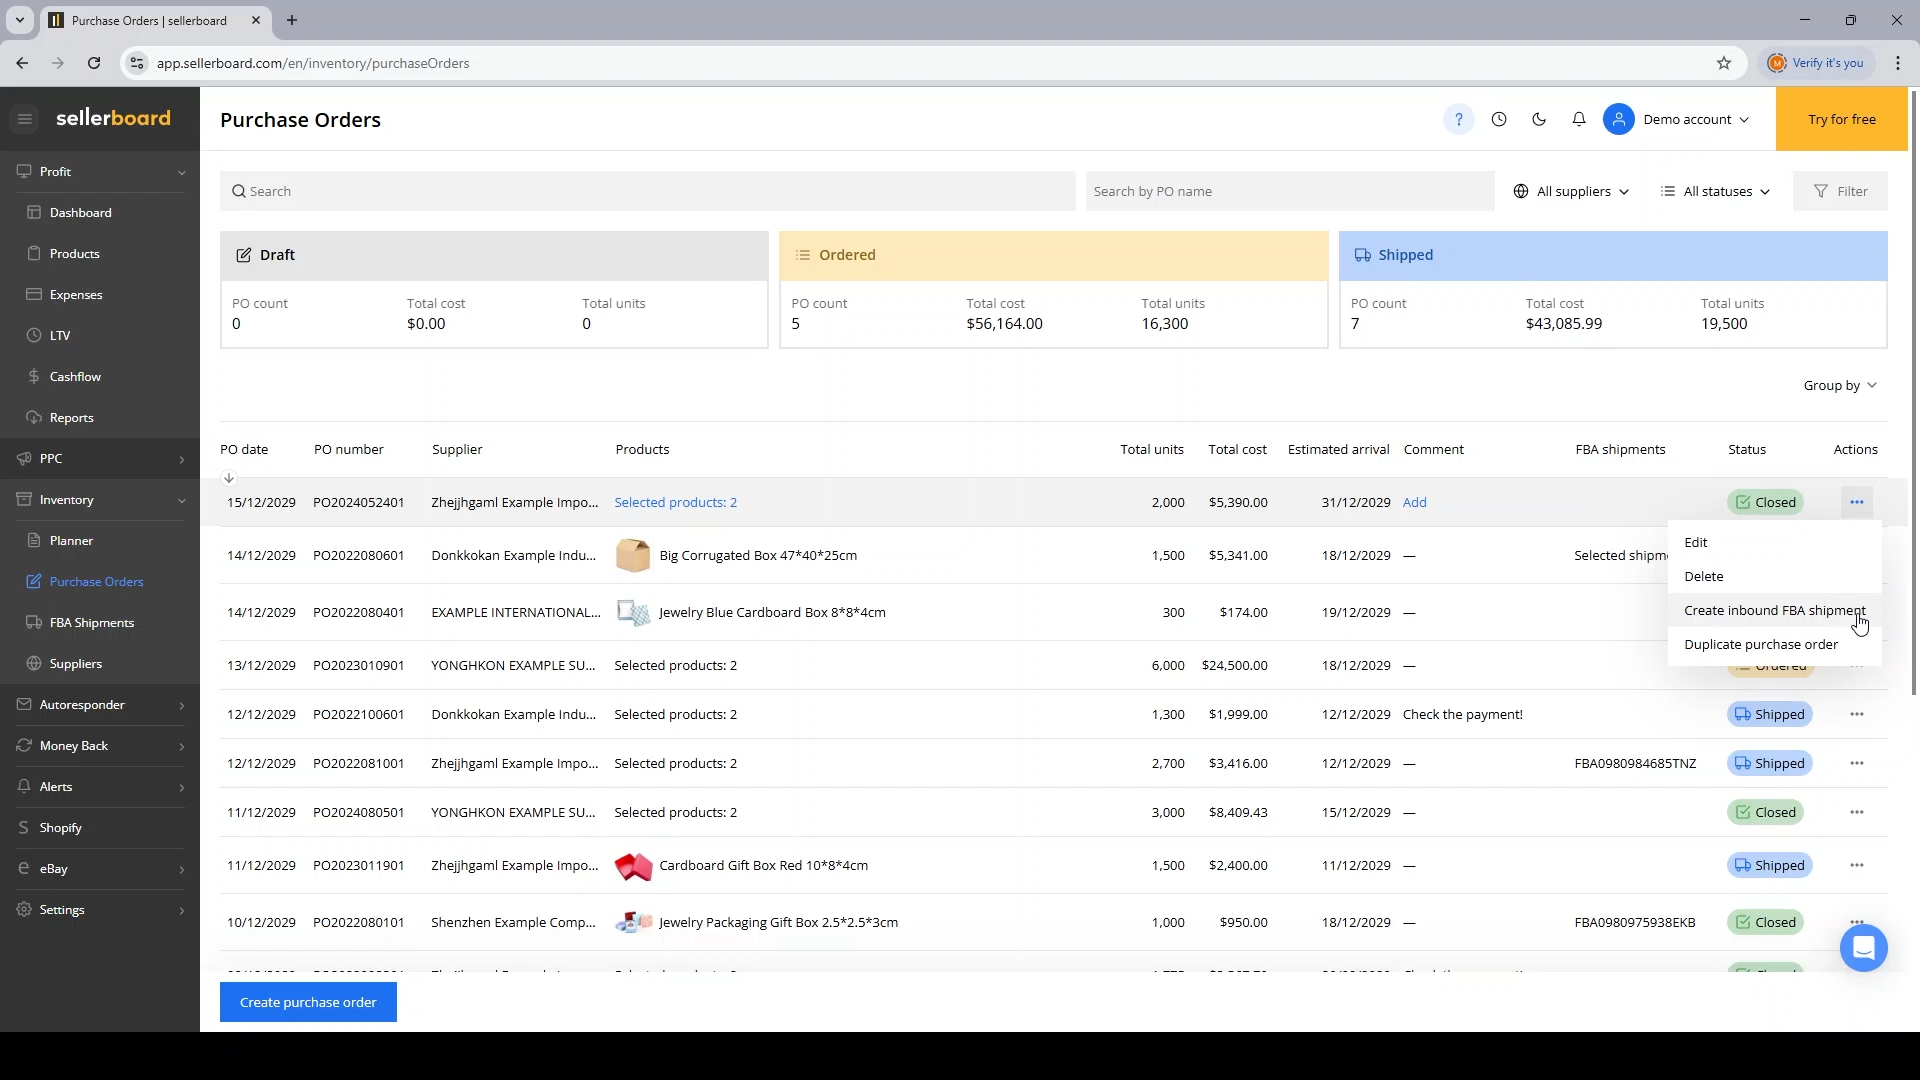 Purchase Orders | sellerboard
app.sellerboard.com/en/inventory/purchaseOrders
Verify it's you
sellerboard
Purchase Orders
?
Demo account
Try for free
Profit
Dashboard
Products
Expenses
LTV
Cashflow
Reports
PPC
Inventory
Planner
Purchase Orders
FBA Shipments
Suppliers
Autoresponder
Money Back
Alerts
Shopify
eBay
Settings
Search
Search by PO name
All suppliers
All statuses
Filter
Draft
PO count Total cost Total units
0 $0.00 0
Ordered
PO count Total cost Total units
5 $56,164.00 16,300
Shipped
PO count Total cost Total units
7 $43,085.99 19,500
Group by
PO date PO number Supplier Products Total units Total cost Estimated arrival Comment FBA shipments Status Actions
15/12/2029 PO2024052401 Zhejjhgaml Example Impo... Selected products: 2 2,000 $5,390.00 31/12/2029 Add Closed
14/12/2029 PO2022080601 Donkkokan Example Indu... Big Corrugated Box 47*40*25cm 1,500 $5,341.00 18/12/2029 — Selected shipm
14/12/2029 PO2022080401 EXAMPLE INTERNATIONAL... Jewelry Blue Cardboard Box 8*8*4cm 300 $174.00 19/12/2029 —
13/12/2029 PO2023010901 YONGHKON EXAMPLE SU... Selected products: 2 6,000 $24,500.00 18/12/2029 — Ordered
12/12/2029 PO2022100601 Donkkokan Example Indu... Selected products: 2 1,300 $1,999.00 12/12/2029 Check the payment! Shipped
12/12/2029 PO2022081001 Zhejjhgaml Example Impo... Selected products: 2 2,700 $3,416.00 12/12/2029 — FBA0980984685TNZ Shipped
11/12/2029 PO2024080501 YONGHKON EXAMPLE SU... Selected products: 2 3,000 $8,409.43 15/12/2029 — Closed
11/12/2029 PO2023011901 Zhejjhgaml Example Impo... Cardboard Gift Box Red 10*8*4cm 1,500 $2,400.00 11/12/2029 — Shipped
10/12/2029 PO2022080101 Shenzhen Example Comp... Jewelry Packaging Gift Box 2.5*2.5*3cm 1,000 $950.00 18/12/2029 — FBA0980975938EKB Closed
Edit
Delete
Create inbound FBA shipment
Duplicate purchase order
Create purchase order